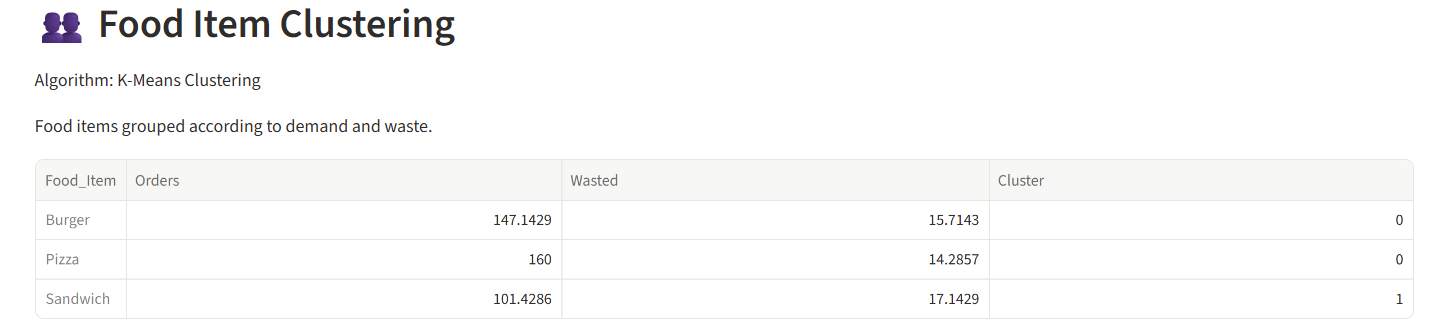 Food Item Clustering
Algorithm: K-Means Clustering
Food items grouped according to demand and waste.
Food_Item Orders Wasted Cluster
Burger 147.1429 15.7143 0
Pizza 160 14.2857 0
Sandwich 101.4286 17.1429 1